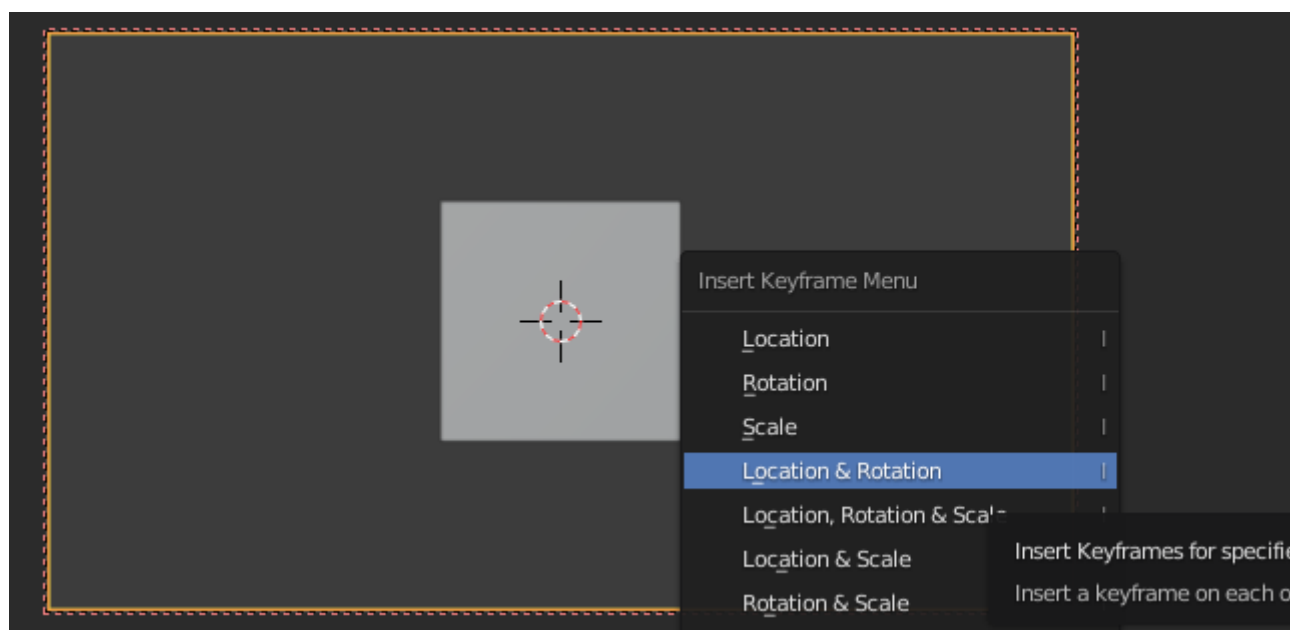 Insert Keyframe Menu
Location I
Rotation I
Scale I
Location & Rotation I
Location, Rotation & Scale
Location & Scale
Rotation & Scale
Insert Keyframes for
Insert a keyframe on each